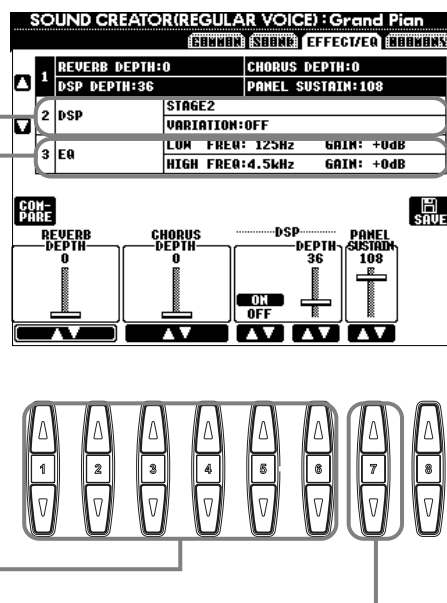 SOUND CREATOR(REGULAR VOICE) : Grand Pian
COMMON SOUND EFFECT/EQ HARMONY
1 REVERB DEPTH:0 CHORUS DEPTH:0
DSP DEPTH:36 PANEL SUSTAIN:108
2 DSP STAGE2
VARIATION:OFF
3 EQ LOW FREQ: 125Hz GAIN: +0dB
HIGH FREQ:4.5kHz GAIN: +0dB
COM-
PARE
SAVE
REVERB DEPTH 0
CHORUS DEPTH 0
DSP DEPTH 36
PANEL SUSTAIN 108
ON
OFF
1 2 3 4 5 6 7 8